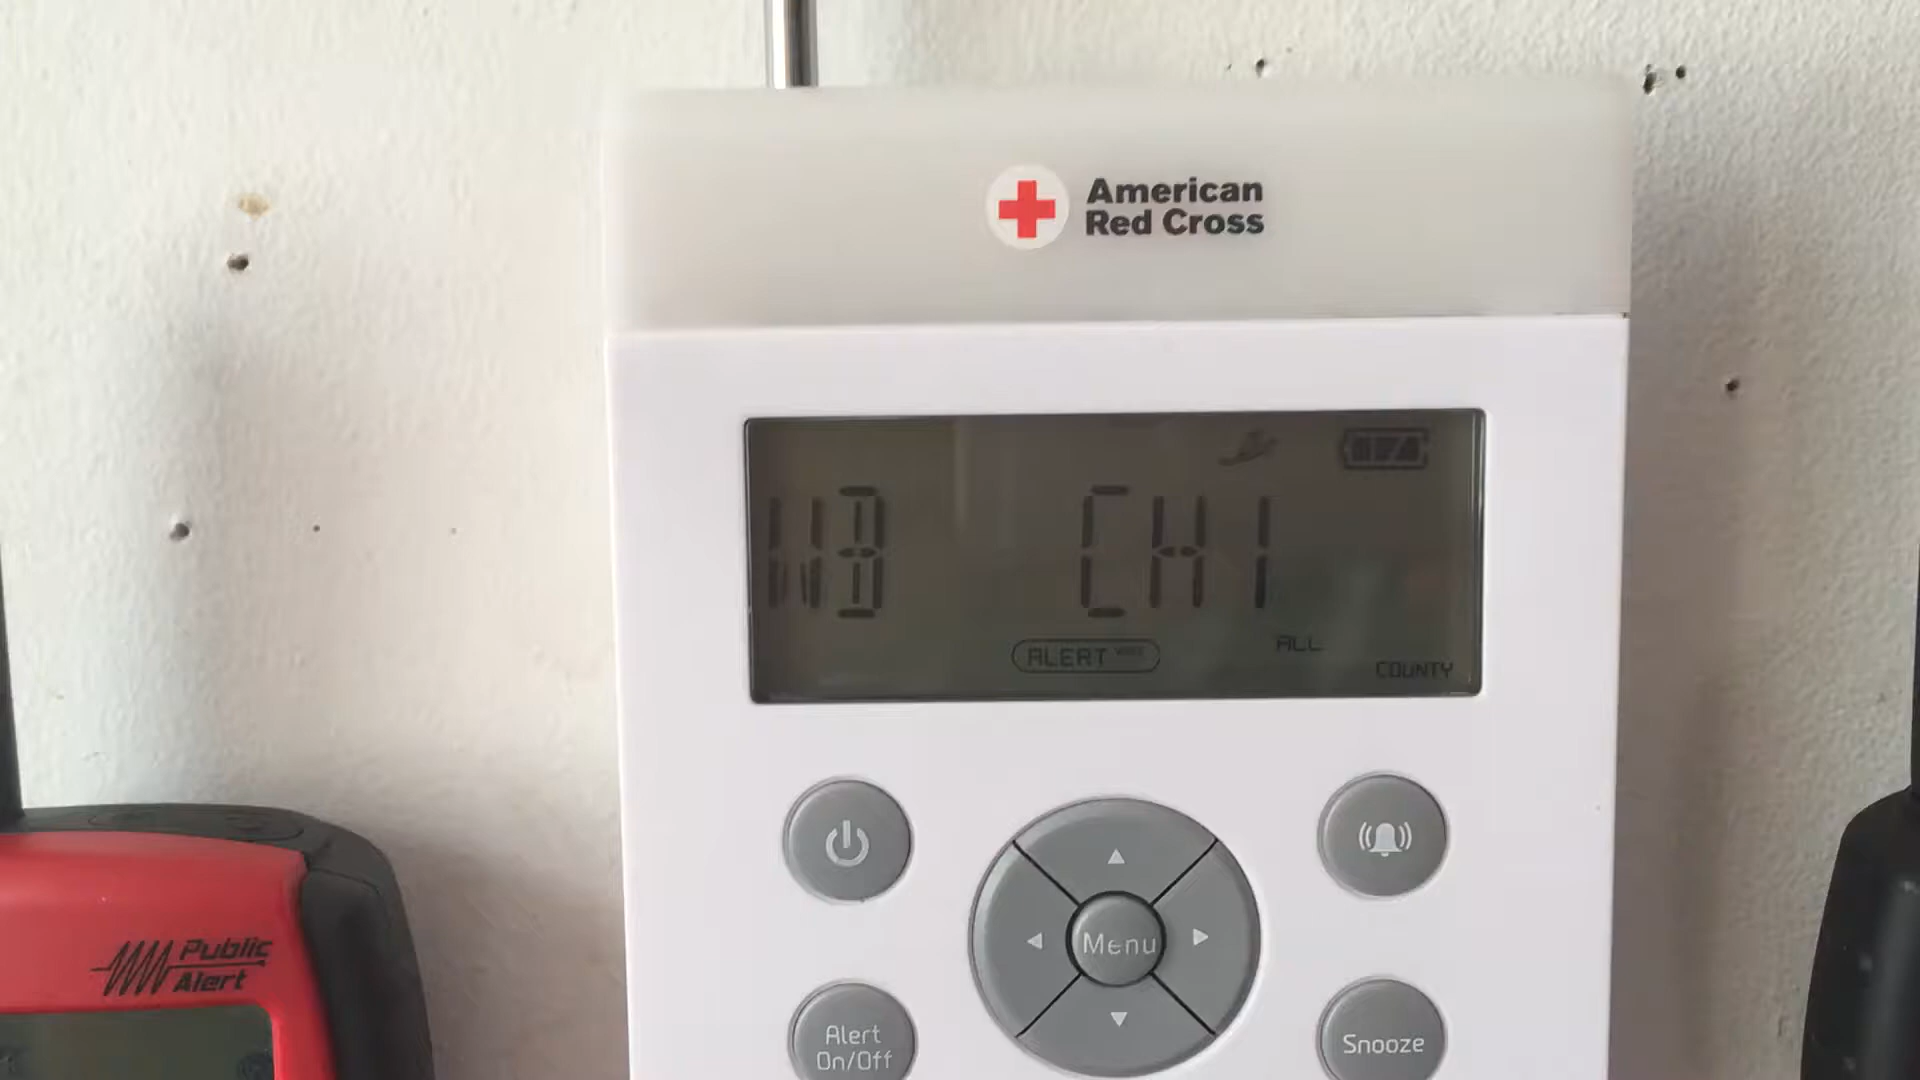 American
Red Cross
WB CH1
ALERT
ALL
COUNTY
Menu
Alert
On/Off
Snooze
Public
Alert